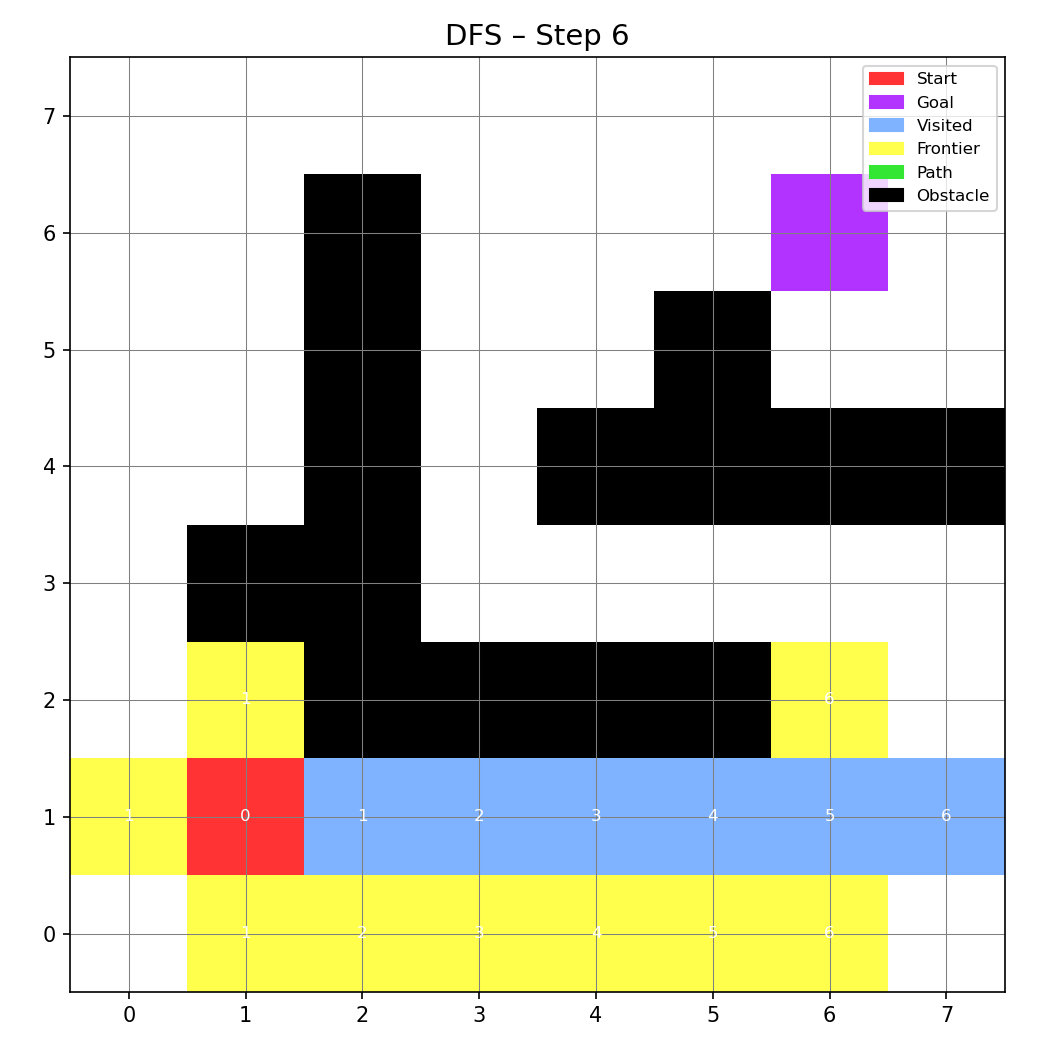 DFS – Step 6
Start
Goal
Visited
Frontier
Path
Obstacle
7
6
5
4
3
2 1 6
1 1 0 1 2 3 4 5 6
0 1 2 3 4 5 6
0 1 2 3 4 5 6 7